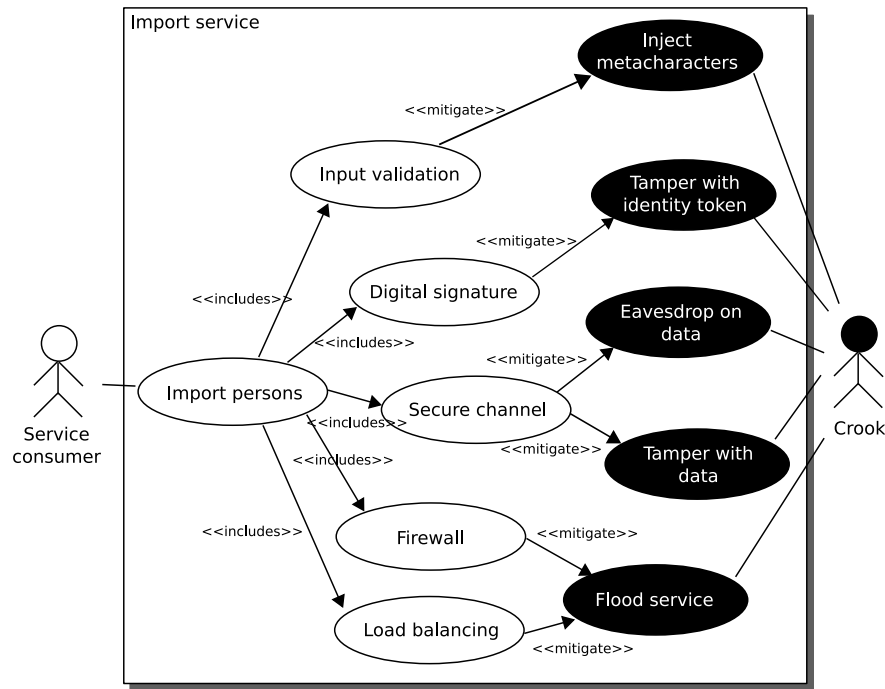 Import service
Inject
metacharacters
<<mitigate>>
Input validation
Tamper with
identity token
<<mitigate>>
Digital signature
<<includes>>
Eavesdrop on
data
<<includes>>
<<mitigate>>
Import persons
Secure channel
<<includes>>
Service
consumer
Crook
<<mitigate>>
Tamper with
data
<<includes>>
<<includes>>
Firewall
<<mitigate>>
Flood service
Load balancing
<<mitigate>>